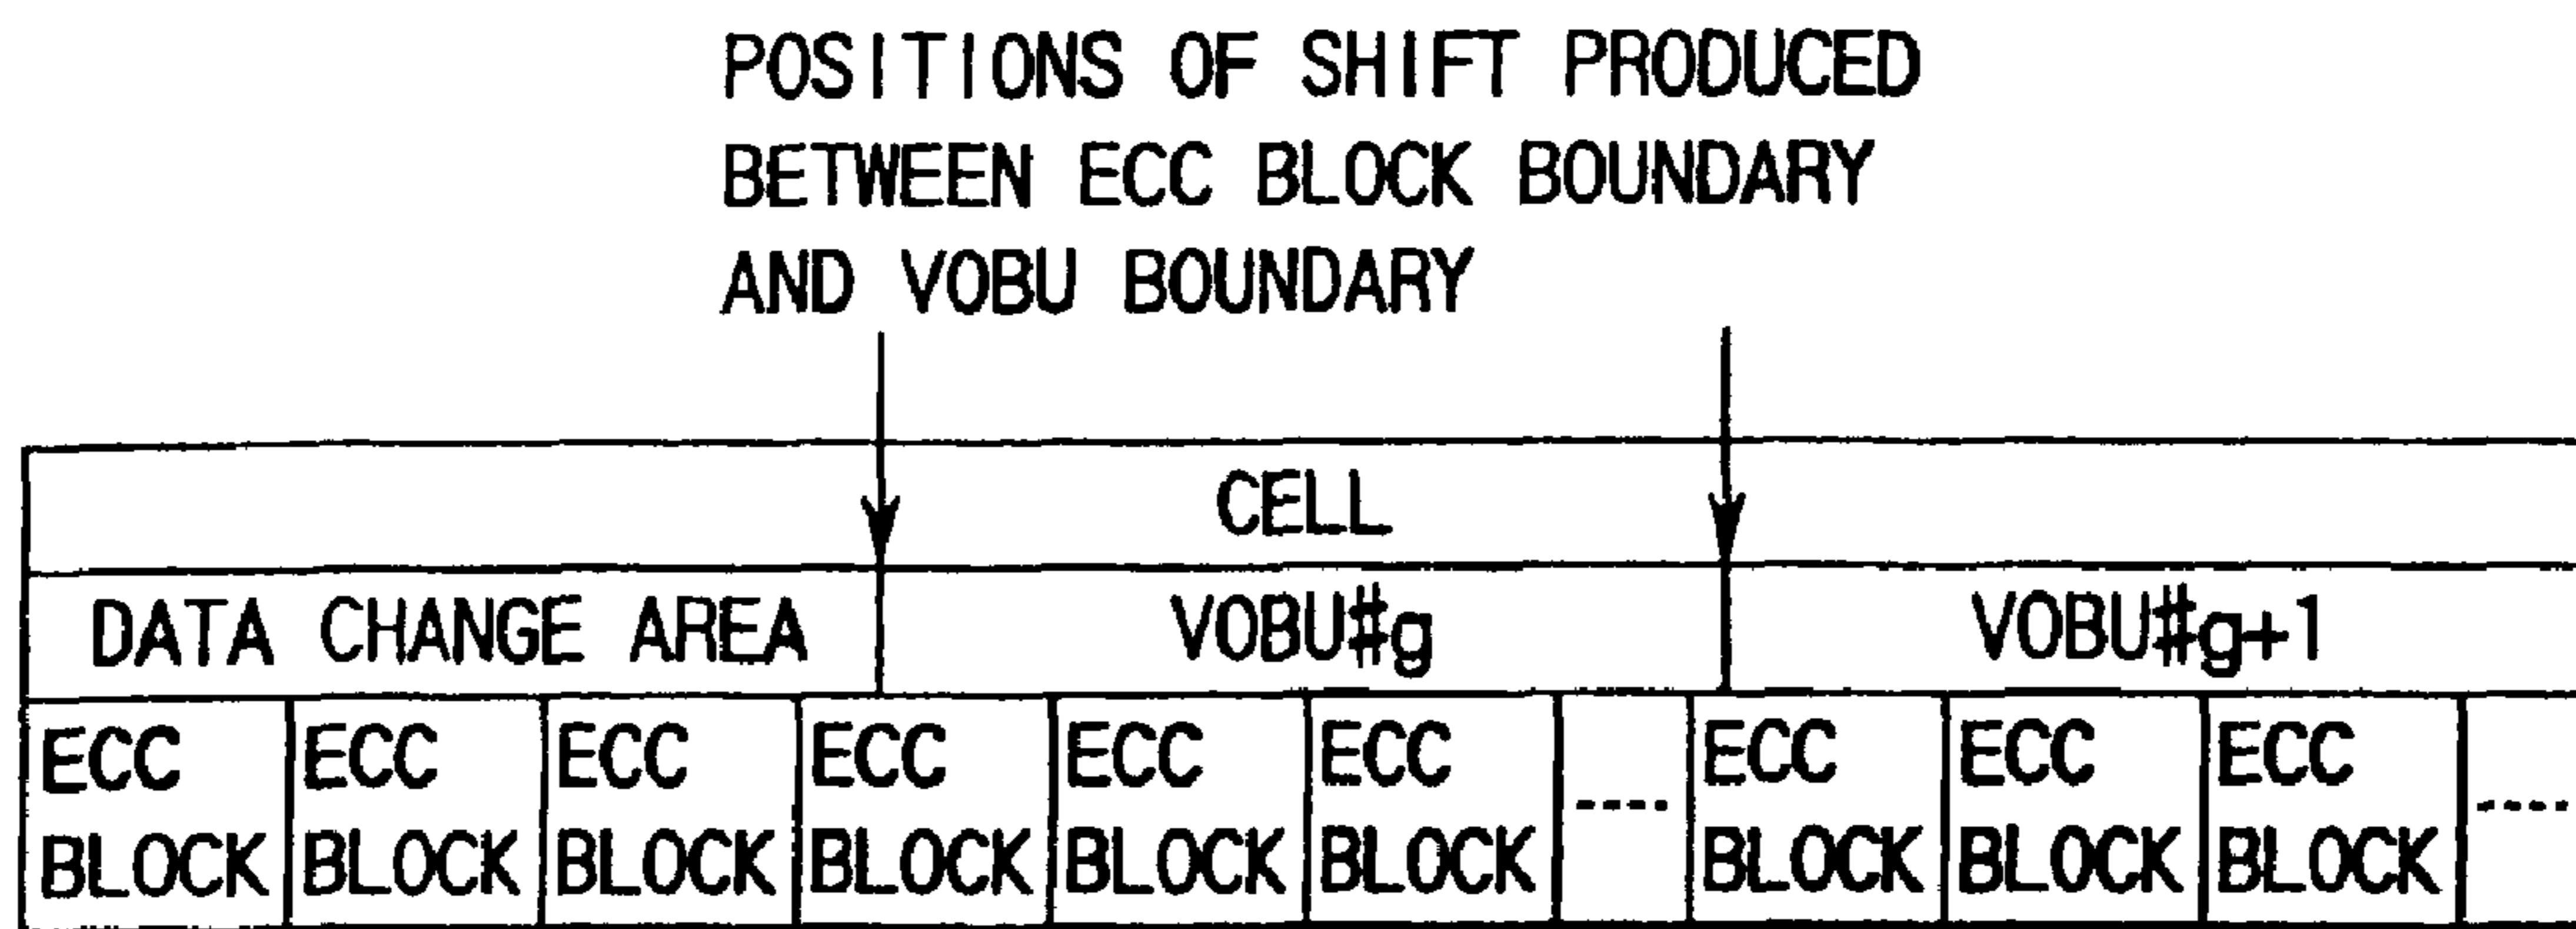 POSITIONS OF SHIFT PRODUCED
BETWEEN ECC BLOCK BOUNDARY
AND VOBU BOUNDARY
CELL
DATA CHANGE AREA VOBU#g VOBU#g+1
ECC ECC ECC ECC ECC ECC ---- ECC ECC ECC ----
BLOCK BLOCK BLOCK BLOCK BLOCK BLOCK BLOCK BLOCK BLOCK